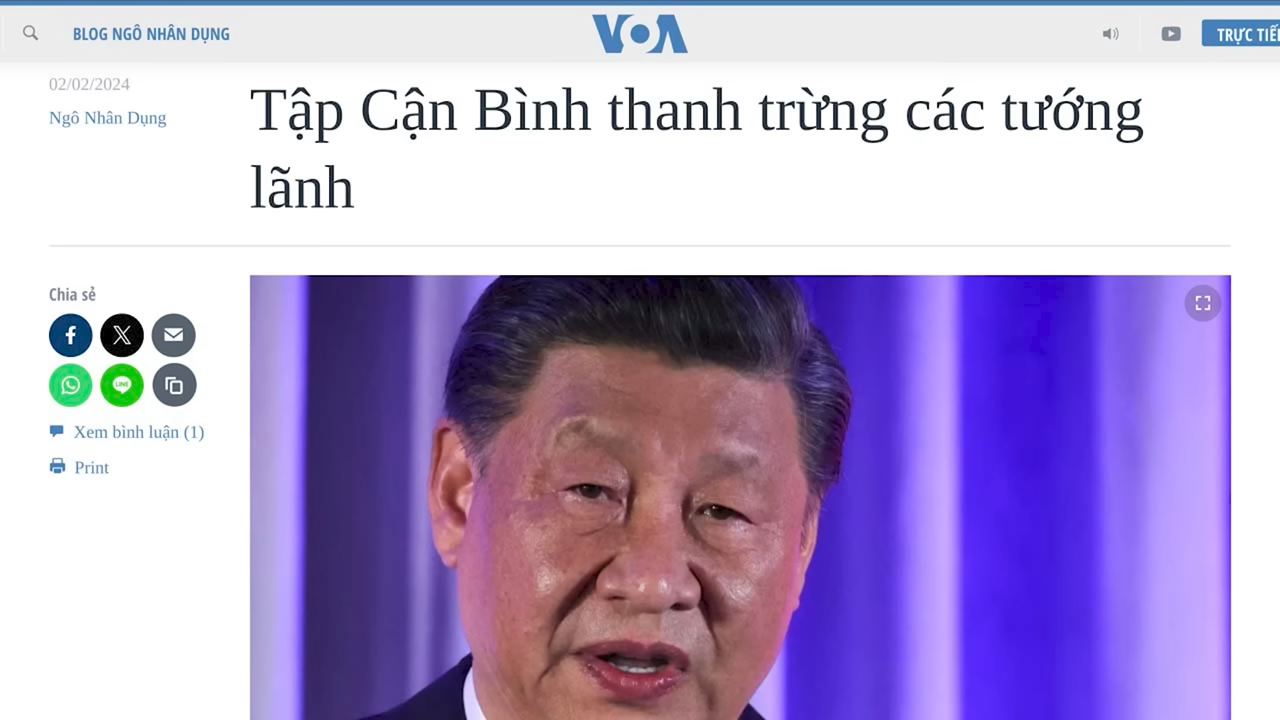 BLOG NGÔ NHÂN DỤNG
VOA
TRỰC TIẾ
02/02/2024
Ngô Nhân Dụng
Tập Cận Bình thanh trừng các tướng
lãnh
Chia sẻ
LINE
Xem bình luận (1)
Print